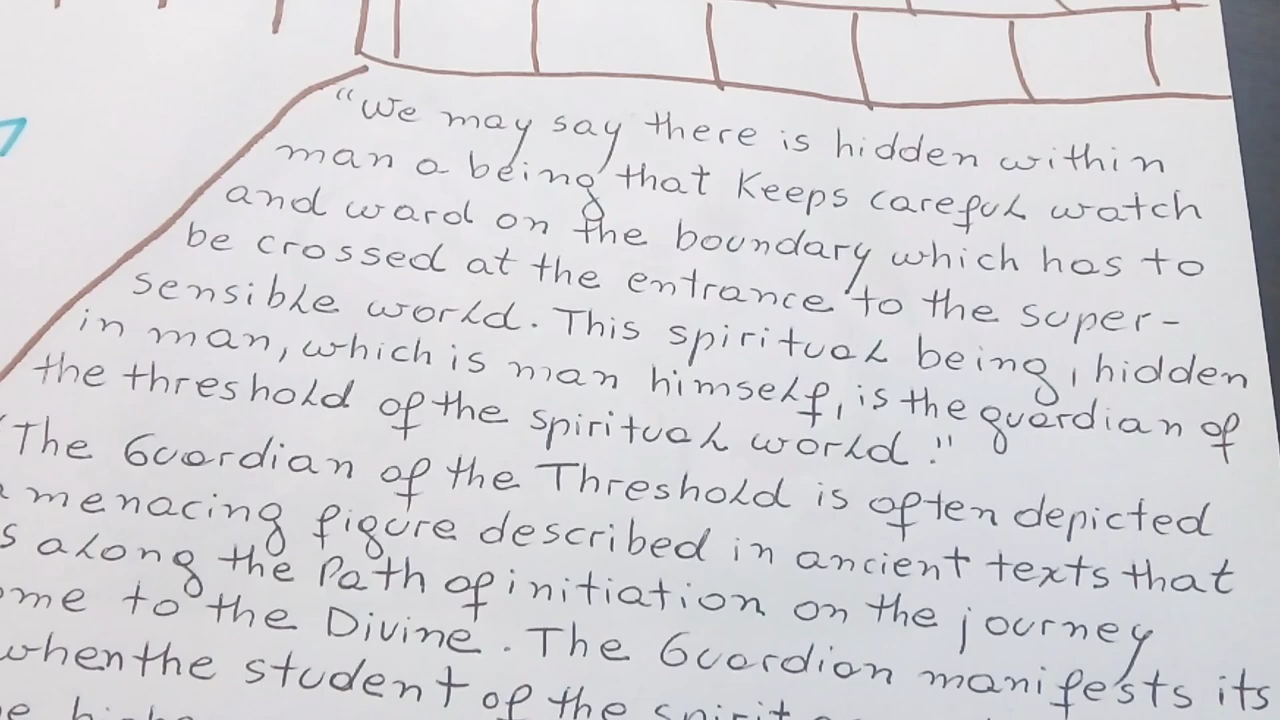 "We may say there is hidden within
man a being that Keeps careful watch
and ward on the boundary which has to
be crossed at the entrance to the super-
sensible world. This spiritual being, hidden
in man, which is man himself, is the guardian of
the threshold of the spiritual world."
The Guardian of the Threshold is often depicted
menacing figure described in ancient texts that
along the Path of initiation on the journey
to the Divine. The Guardian manifests its
when the student of the